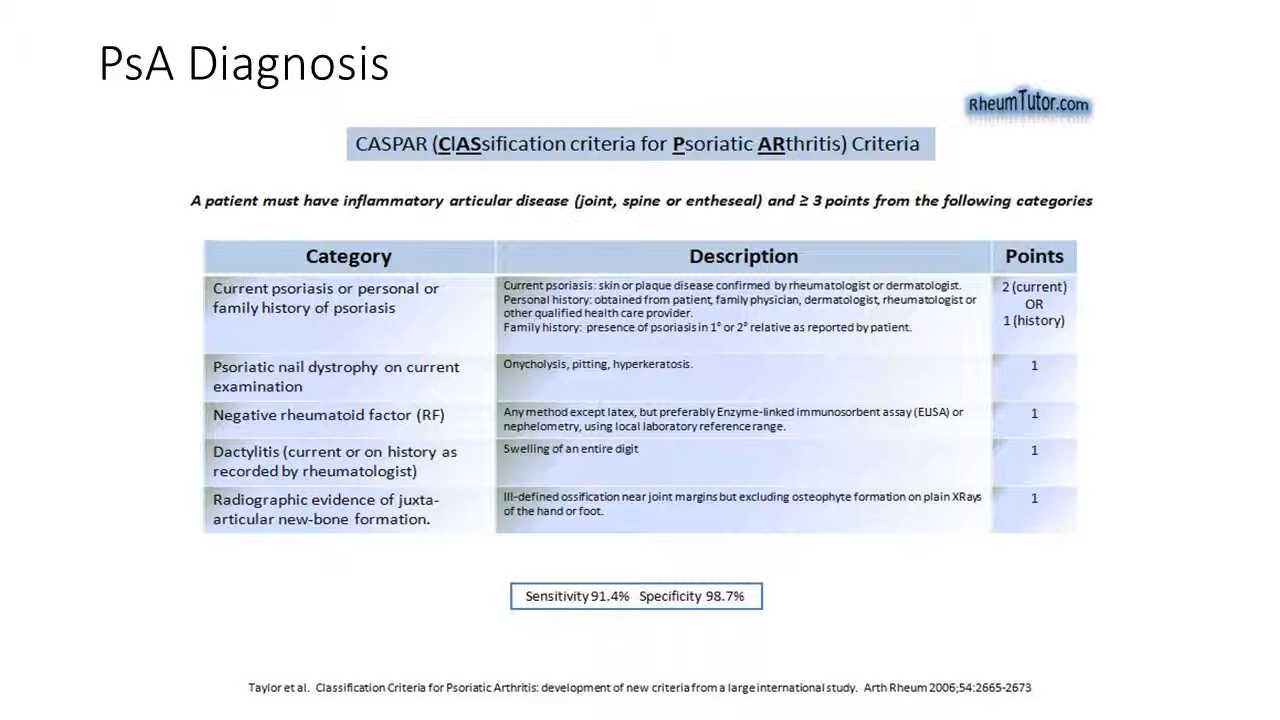 PsA Diagnosis
RheumTutor.com
CASPAR (ClASsification criteria for Psoriatic ARthritis) Criteria
A patient must have inflammatory articular disease (joint, spine or entheseal) and ≥ 3 points from the following categories
Category Description Points
Current psoriasis or personal or
family history of psoriasis
Current psoriasis: skin or plaque disease confirmed by rheumatologist or dermatologist.
Personal history: obtained from patient, family physician, dermatologist, rheumatologist or
other qualified health care provider.
Family history: presence of psoriasis in 1° or 2° relative as reported by patient.
2 (current)
OR
1 (history)
Psoriatic nail dystrophy on current
examination
Onycholysis, pitting, hyperkeratosis.
1
Negative rheumatoid factor (RF)
Any method except latex, but preferably Enzyme-linked immunosorbent assay (ELISA) or
nephelometry, using local laboratory reference range.
1
Dactylitis (current or on history as
recorded by rheumatologist)
Swelling of an entire digit
1
Radiographic evidence of juxta-
articular new-bone formation.
Ill-defined ossification near joint margins but excluding osteophyte formation on plain XRays
of the hand or foot.
1
Sensitivity 91.4% Specificity 98.7%
Taylor et al. Classification Criteria for Psoriatic Arthritis: development of new criteria from a large international study. Arth Rheum 2006;54:2665-2673